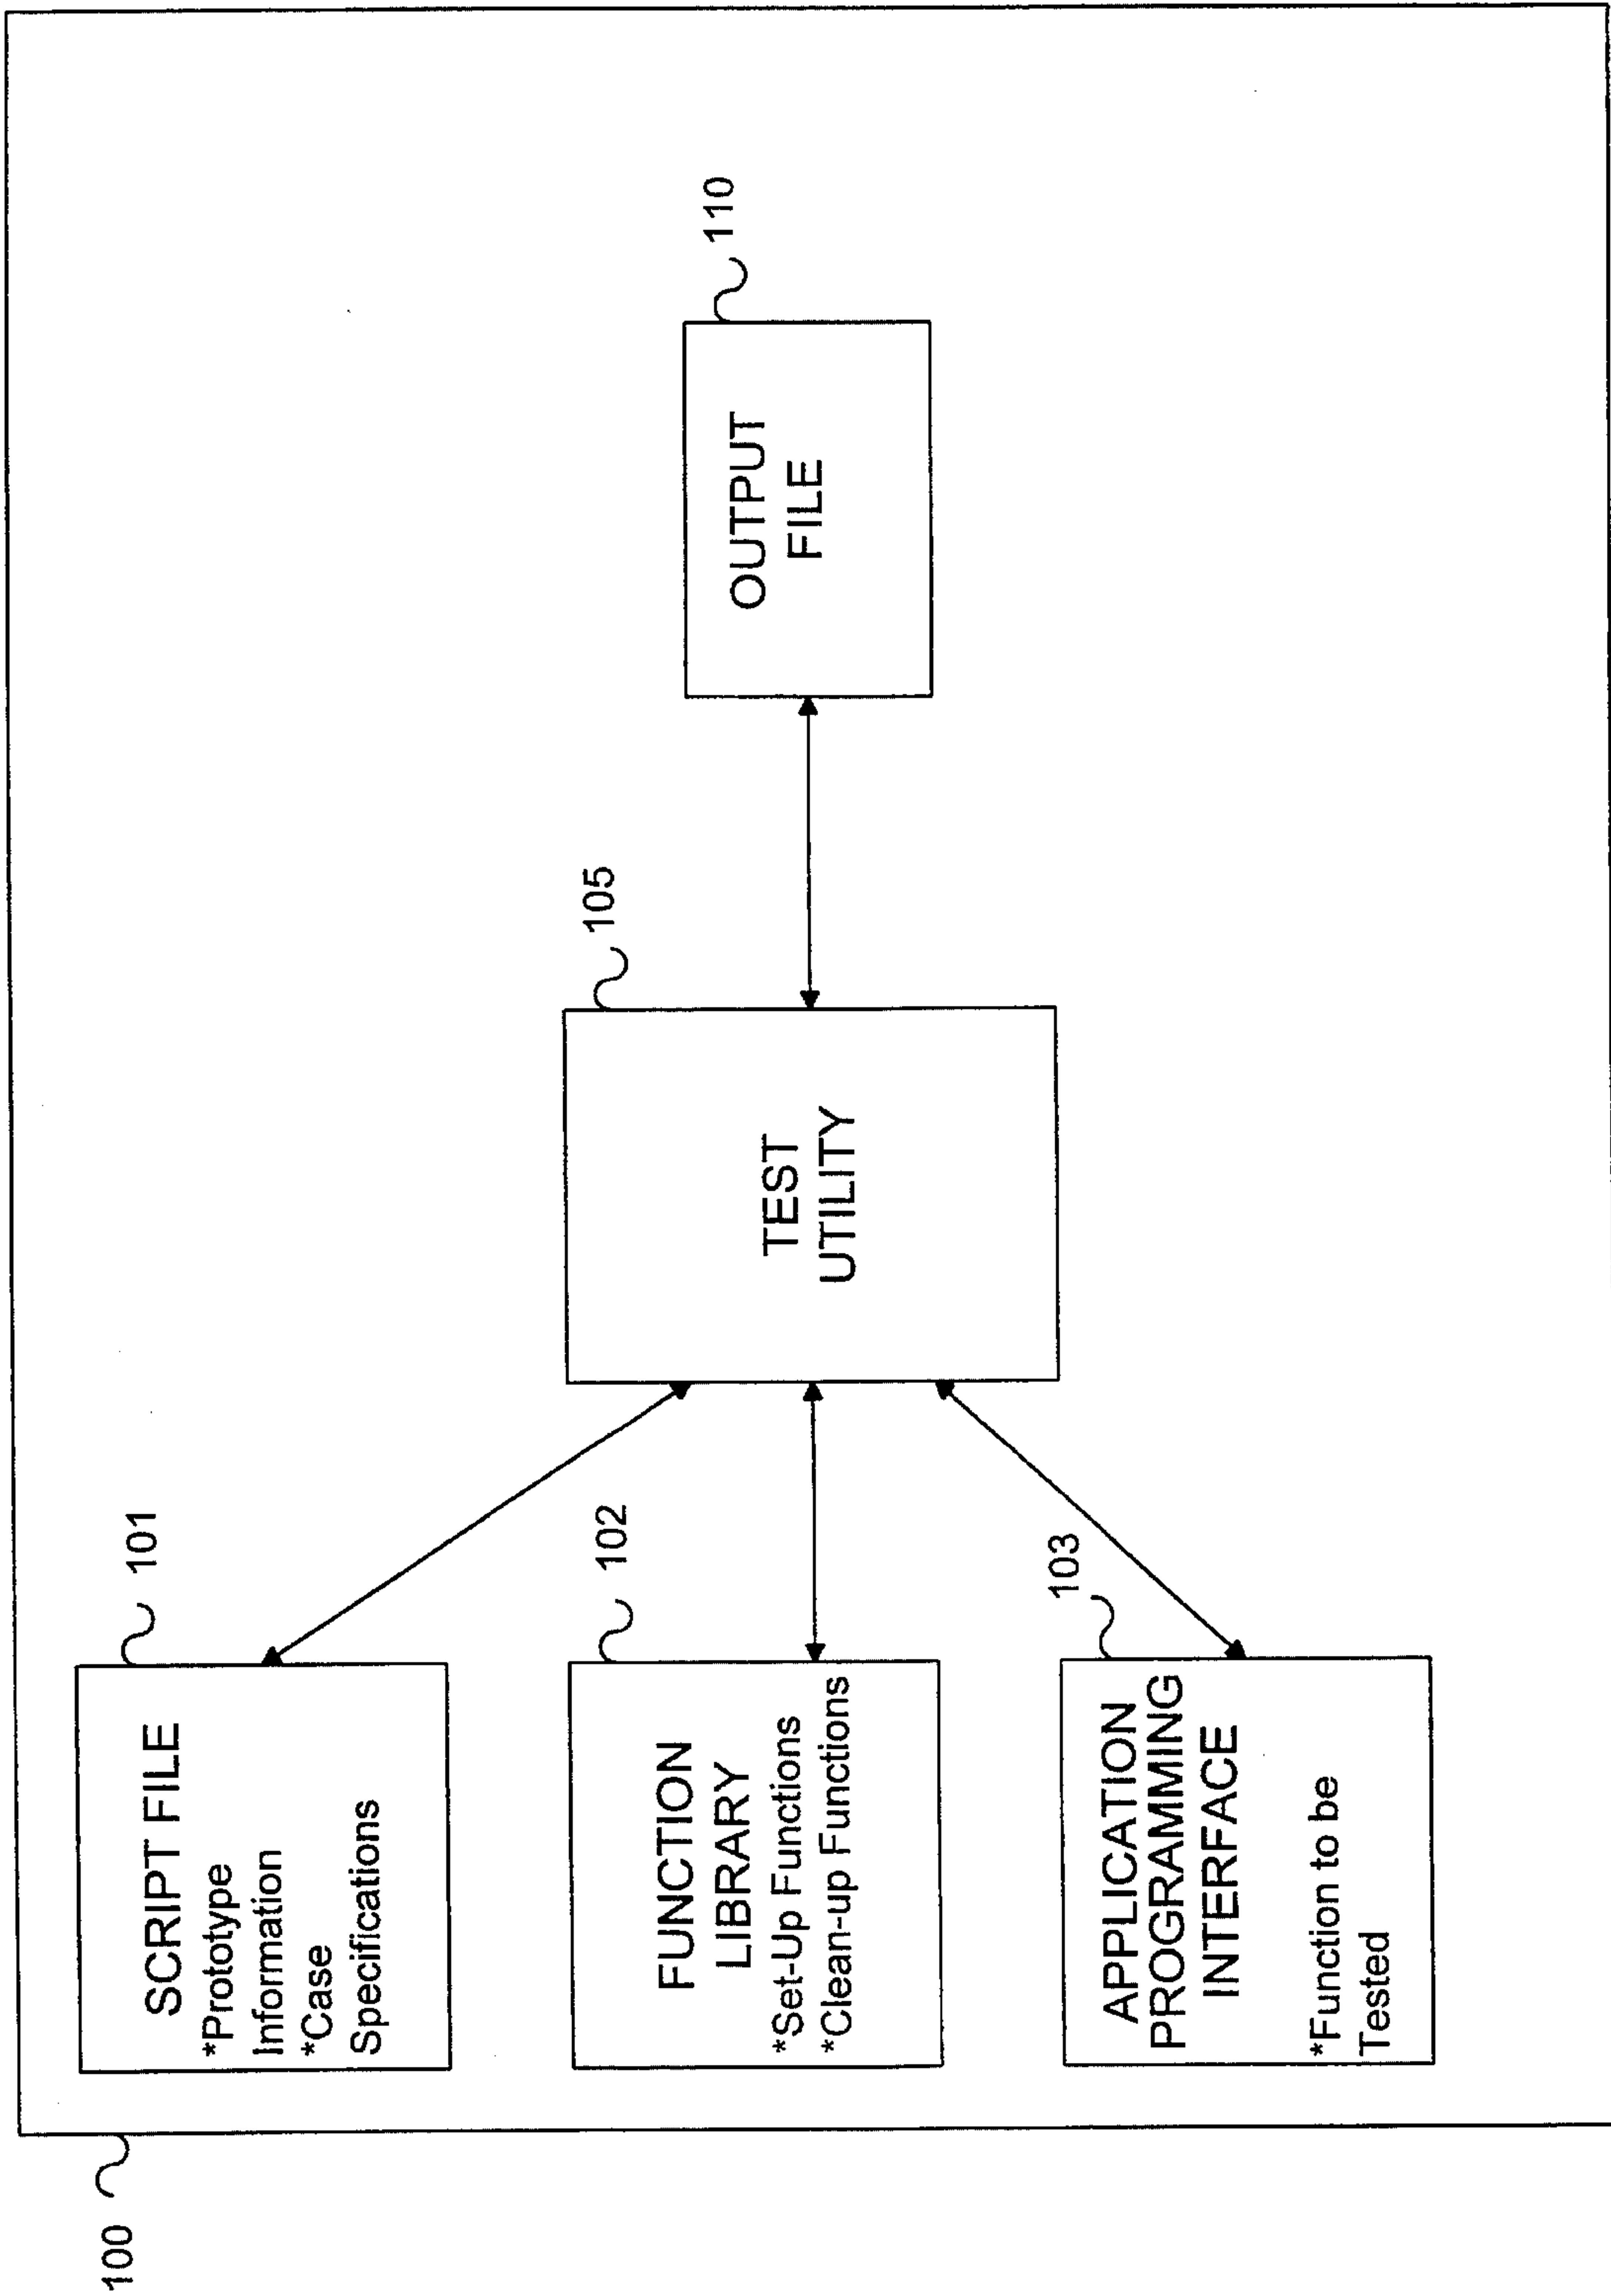 100
101
SCRIPT FILE
*Prototype
Information
*Case
Specifications
102
FUNCTION
LIBRARY
*Set-Up Functions
*Clean-up Functions
103
APPLICATION
PROGRAMMING
INTERFACE
*Function to be
Tested
105
TEST
UTILITY
110
OUTPUT
FILE